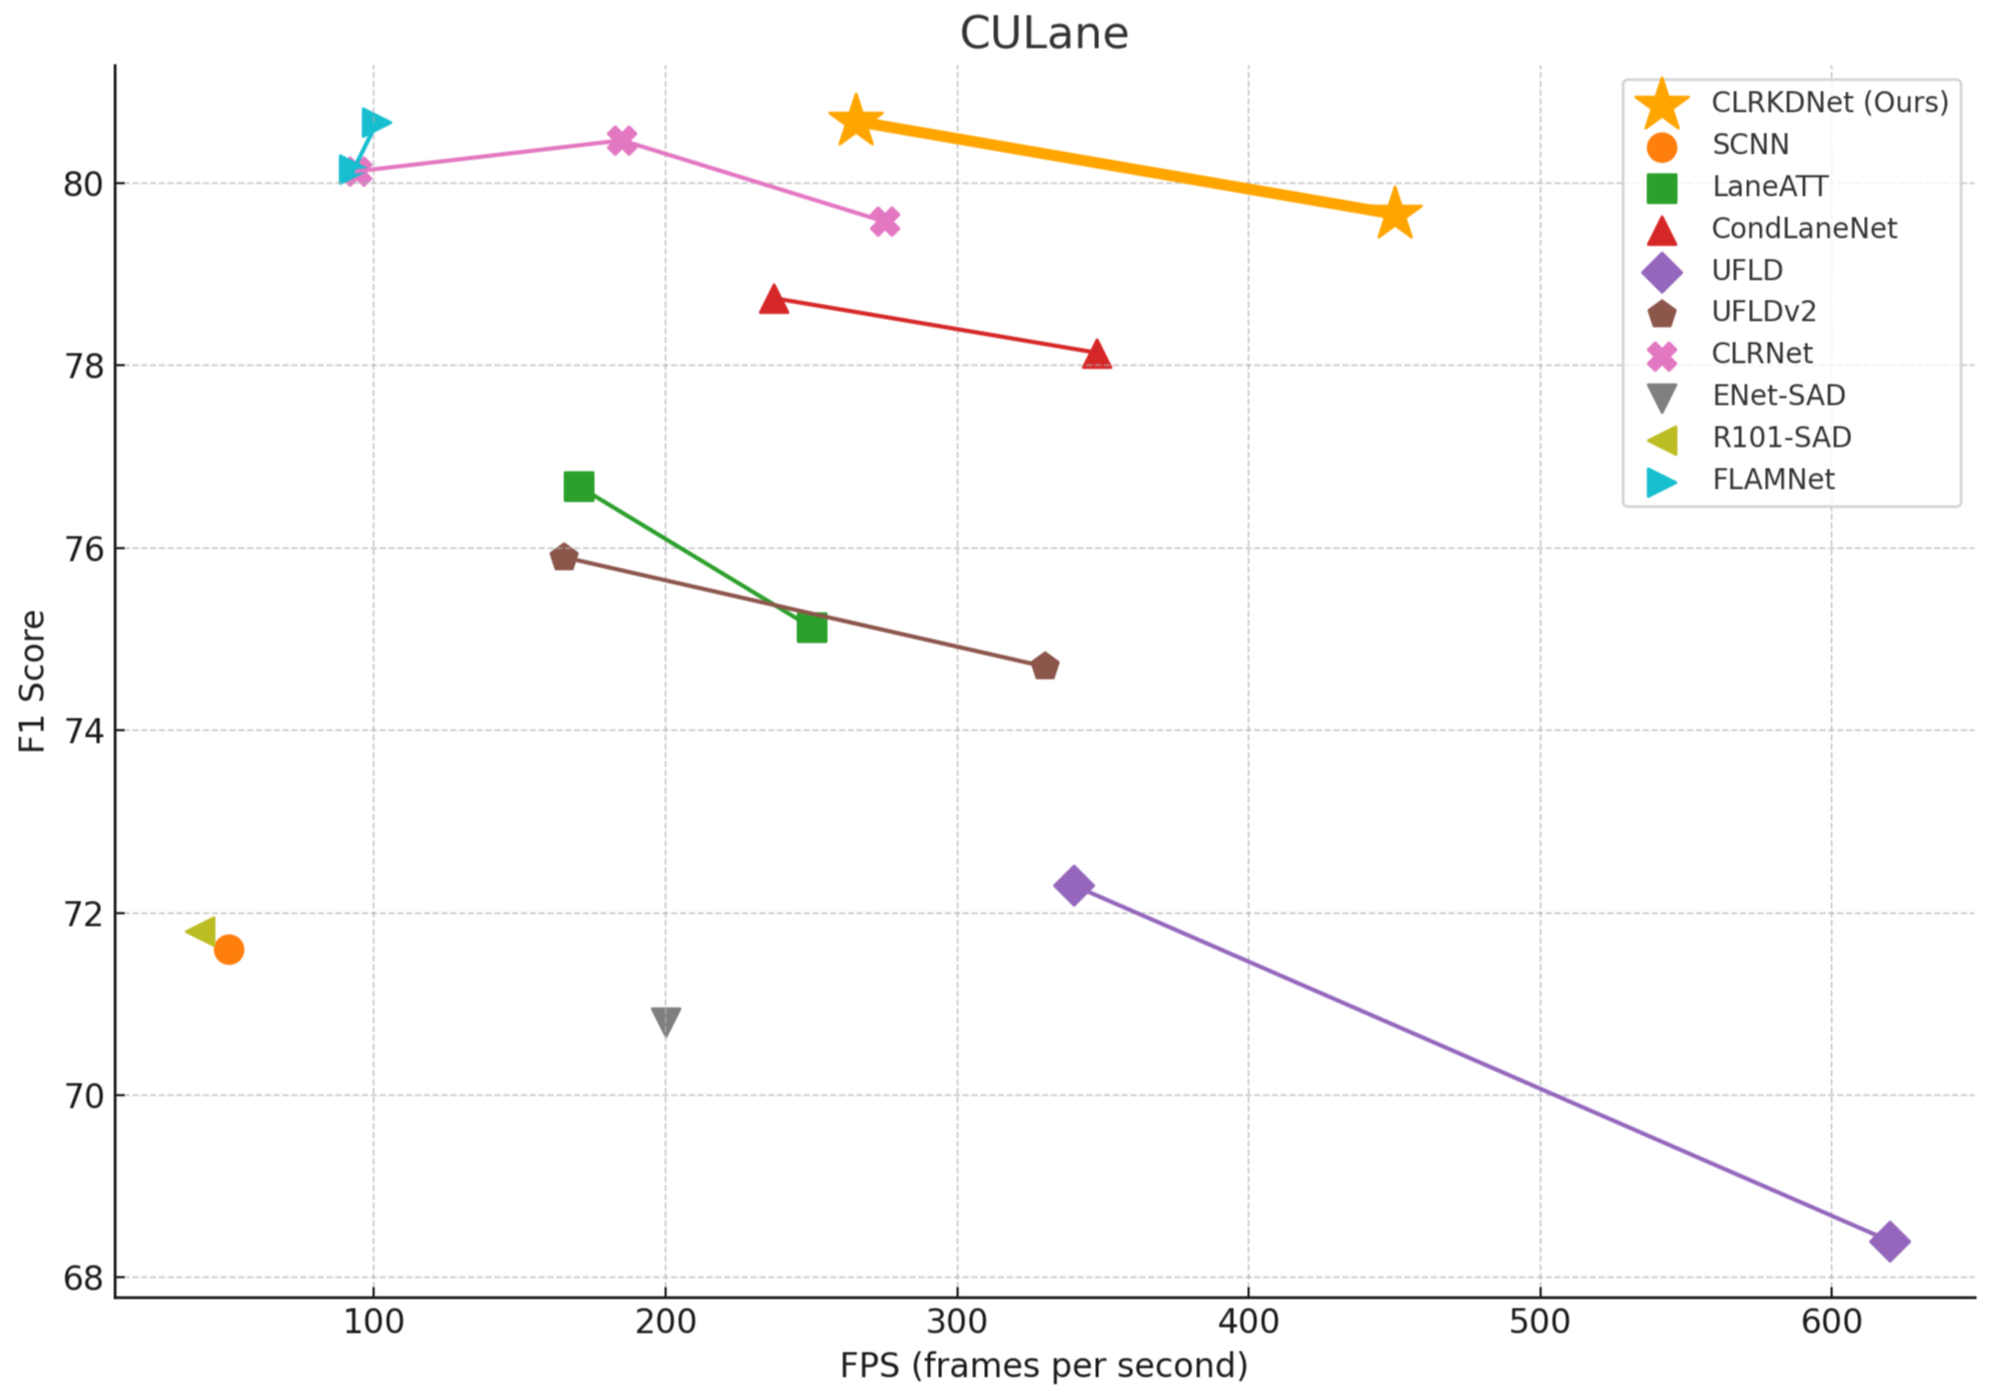 CULane
CLRKDNet (Ours)
SCNN
LaneATT
CondLaneNet
UFLD
UFLDv2
CLRNet
ENet-SAD
R101-SAD
FLAMNet
F1 Score
80
78
76
74
72
70
68
100 200 300 400 500 600
FPS (frames per second)